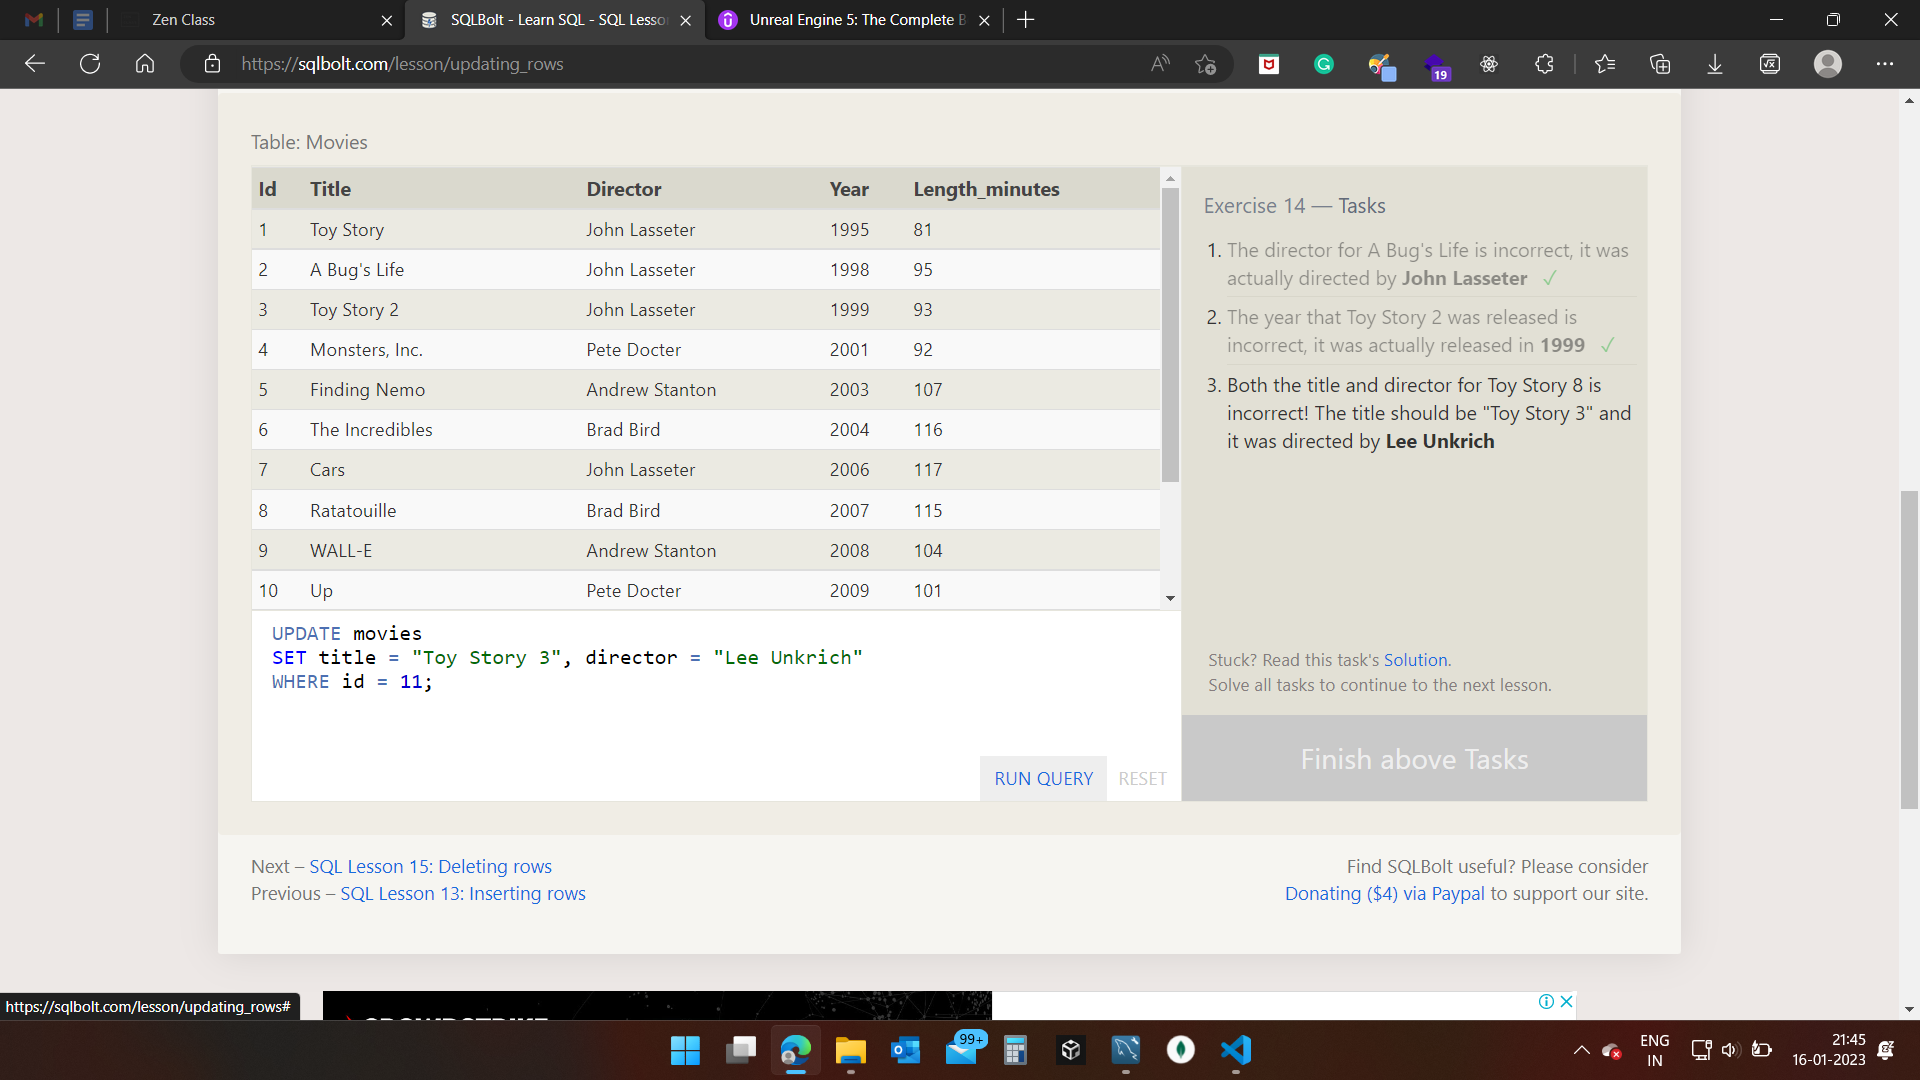 Zen Class
SQLBolt - Learn SQL - SQL Lesso
Unreal Engine 5: The Complete B
https://sqlbolt.com/lesson/updating_rows
19
Table: Movies
Id Title Director Year Length_minutes
1 Toy Story John Lasseter 1995 81
2 A Bug's Life John Lasseter 1998 95
3 Toy Story 2 John Lasseter 1999 93
4 Monsters, Inc. Pete Docter 2001 92
5 Finding Nemo Andrew Stanton 2003 107
6 The Incredibles Brad Bird 2004 116
7 Cars John Lasseter 2006 117
8 Ratatouille Brad Bird 2007 115
9 WALL-E Andrew Stanton 2008 104
10 Up Pete Docter 2009 101
UPDATE movies
SET title = "Toy Story 3", director = "Lee Unkrich"
WHERE id = 11;
RUN QUERY RESET
Exercise 14 — Tasks
1. The director for A Bug's Life is incorrect, it was
actually directed by John Lasseter ✓
2. The year that Toy Story 2 was released is
incorrect, it was actually released in 1999 ✓
3. Both the title and director for Toy Story 8 is
incorrect! The title should be "Toy Story 3" and
it was directed by Lee Unkrich
Stuck? Read this task's Solution.
Solve all tasks to continue to the next lesson.
Finish above Tasks
Next – SQL Lesson 15: Deleting rows
Previous – SQL Lesson 13: Inserting rows
Find SQLBolt useful? Please consider
Donating ($4) via Paypal to support our site.
https://sqlbolt.com/lesson/updating_rows#
99+
ENG
IN
21:45
16-01-2023